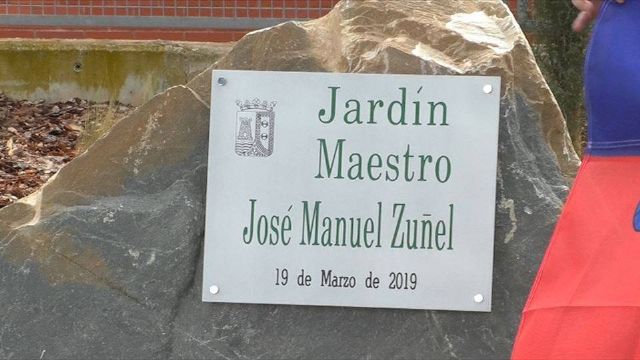 Jardín
Maestro
José Manuel Zuñel
19 de Marzo de 2019